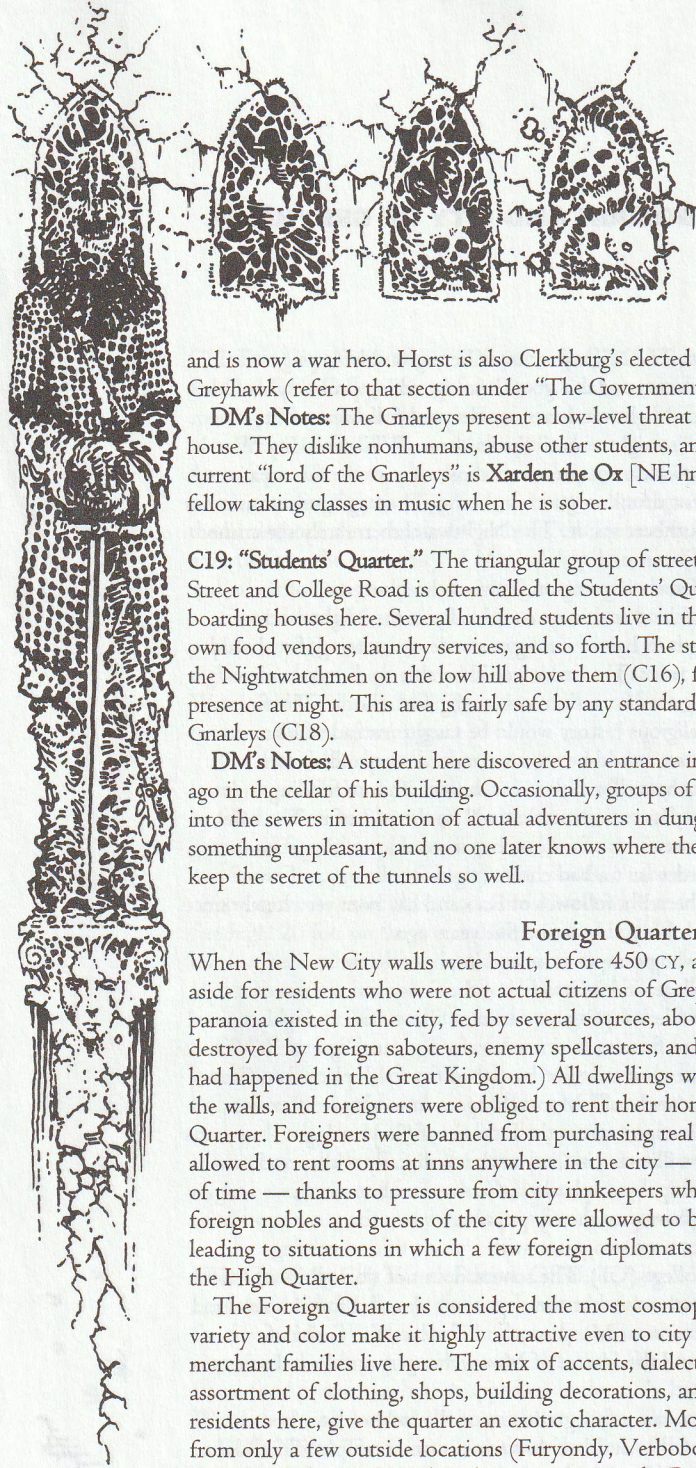 and is now a war hero. Horst is also Clerkburg's elected
Greyhawk (refer to that section under “The Government
DM's Notes: The Gnarleys present a low-level threat
house. They dislike nonhumans, abuse other students, an
current “lord of the Gnarleys” is Xarden the Ox [NE hm
fellow taking classes in music when he is sober.
C19: “Students' Quarter.” The triangular group of street
Street and College Road is often called the Students' Qu
boarding houses here. Several hundred students live in th
own food vendors, laundry services, and so forth. The st
the Nightwatchmen on the low hill above them (C16), f
presence at night. This area is fairly safe by any standard
Gnarleys (C18).
DM's Notes: A student here discovered an entrance in
ago in the cellar of his building. Occasionally, groups of
into the sewers in imitation of actual adventurers in dung
something unpleasant, and no one later knows where the
keep the secret of the tunnels so well.
Foreign Quarter
When the New City walls were built, before 450 CY, a
aside for residents who were not actual citizens of Gre
paranoia existed in the city, fed by several sources, abo
destroyed by foreign saboteurs, enemy spellcasters, and
had happened in the Great Kingdom.) All dwellings w
the walls, and foreigners were obliged to rent their hor
Quarter. Foreigners were banned from purchasing real
allowed to rent rooms at inns anywhere in the city —
of time — thanks to pressure from city innkeepers wh
foreign nobles and guests of the city were allowed to b
leading to situations in which a few foreign diplomats
the High Quarter.
The Foreign Quarter is considered the most cosmop
variety and color make it highly attractive even to city
merchant families live here. The mix of accents, dialect
assortment of clothing, shops, building decorations, an
residents here, give the quarter an exotic character. Mo
from only a few outside locations (Furyondy, Verbobo